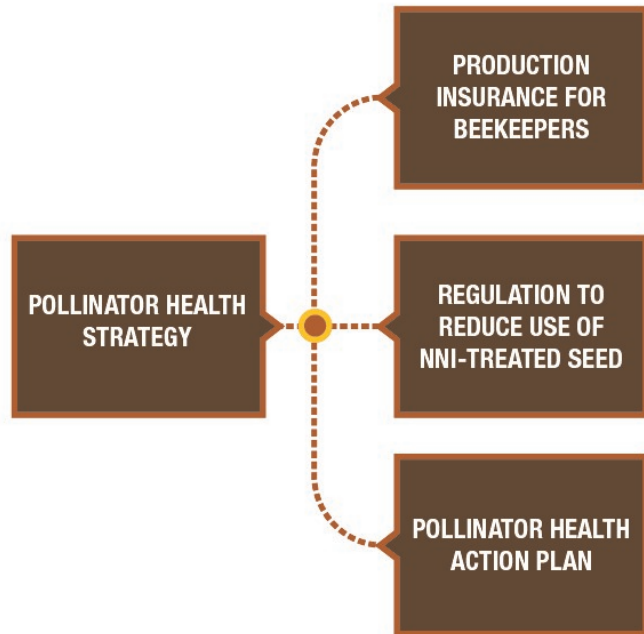 PRODUCTION
INSURANCE FOR
BEEKEEPERS
POLLINATOR HEALTH
STRATEGY
REGULATION TO
REDUCE USE OF
NNI-TREATED SEED
POLLINATOR HEALTH
ACTION PLAN